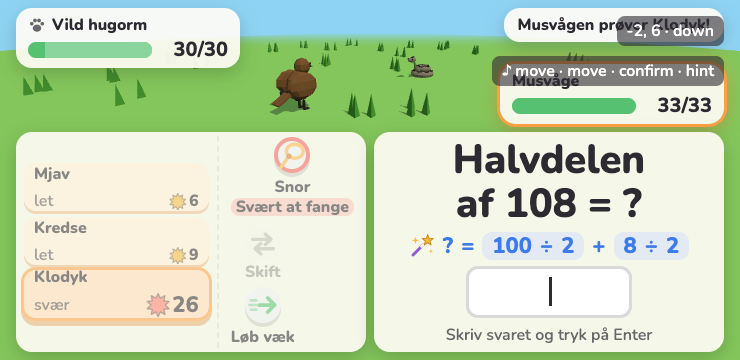 Vild hugorm
30/30
Musvågen prøver Klodyk!
-2, 6 · down
♪ move · move · confirm · hint
Musvåge
33/33
Mjav
let
6
Kredse
let
9
Klodyk
svær
26
Snor
Svært at fange
Skift
Løb væk
Halvdelen
af 108 = ?
? = 100 ÷ 2 + 8 ÷ 2
Skriv svaret og tryk på Enter